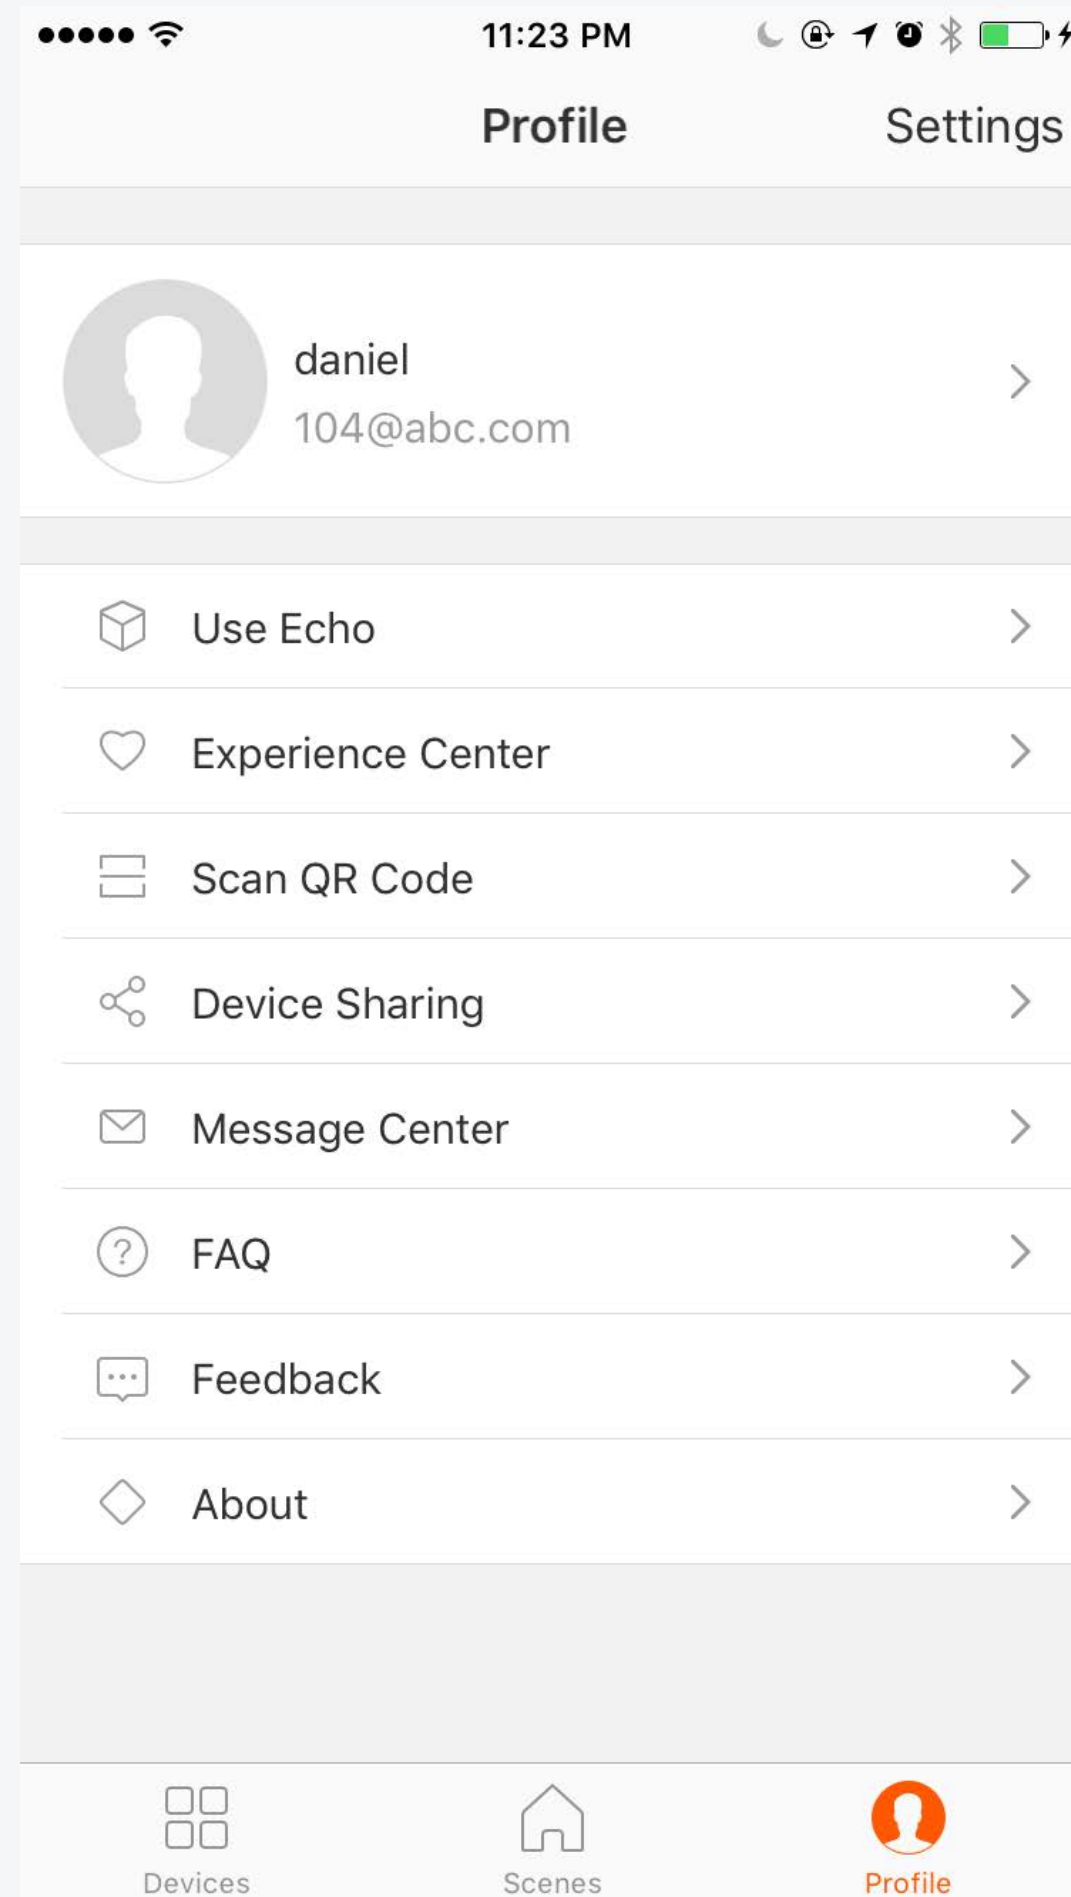 11:23 PM
Profile
Settings
daniel
104@abc.com
Use Echo
Experience Center
Scan QR Code
Device Sharing
Message Center
FAQ
Feedback
About
Devices
Scenes
Profile